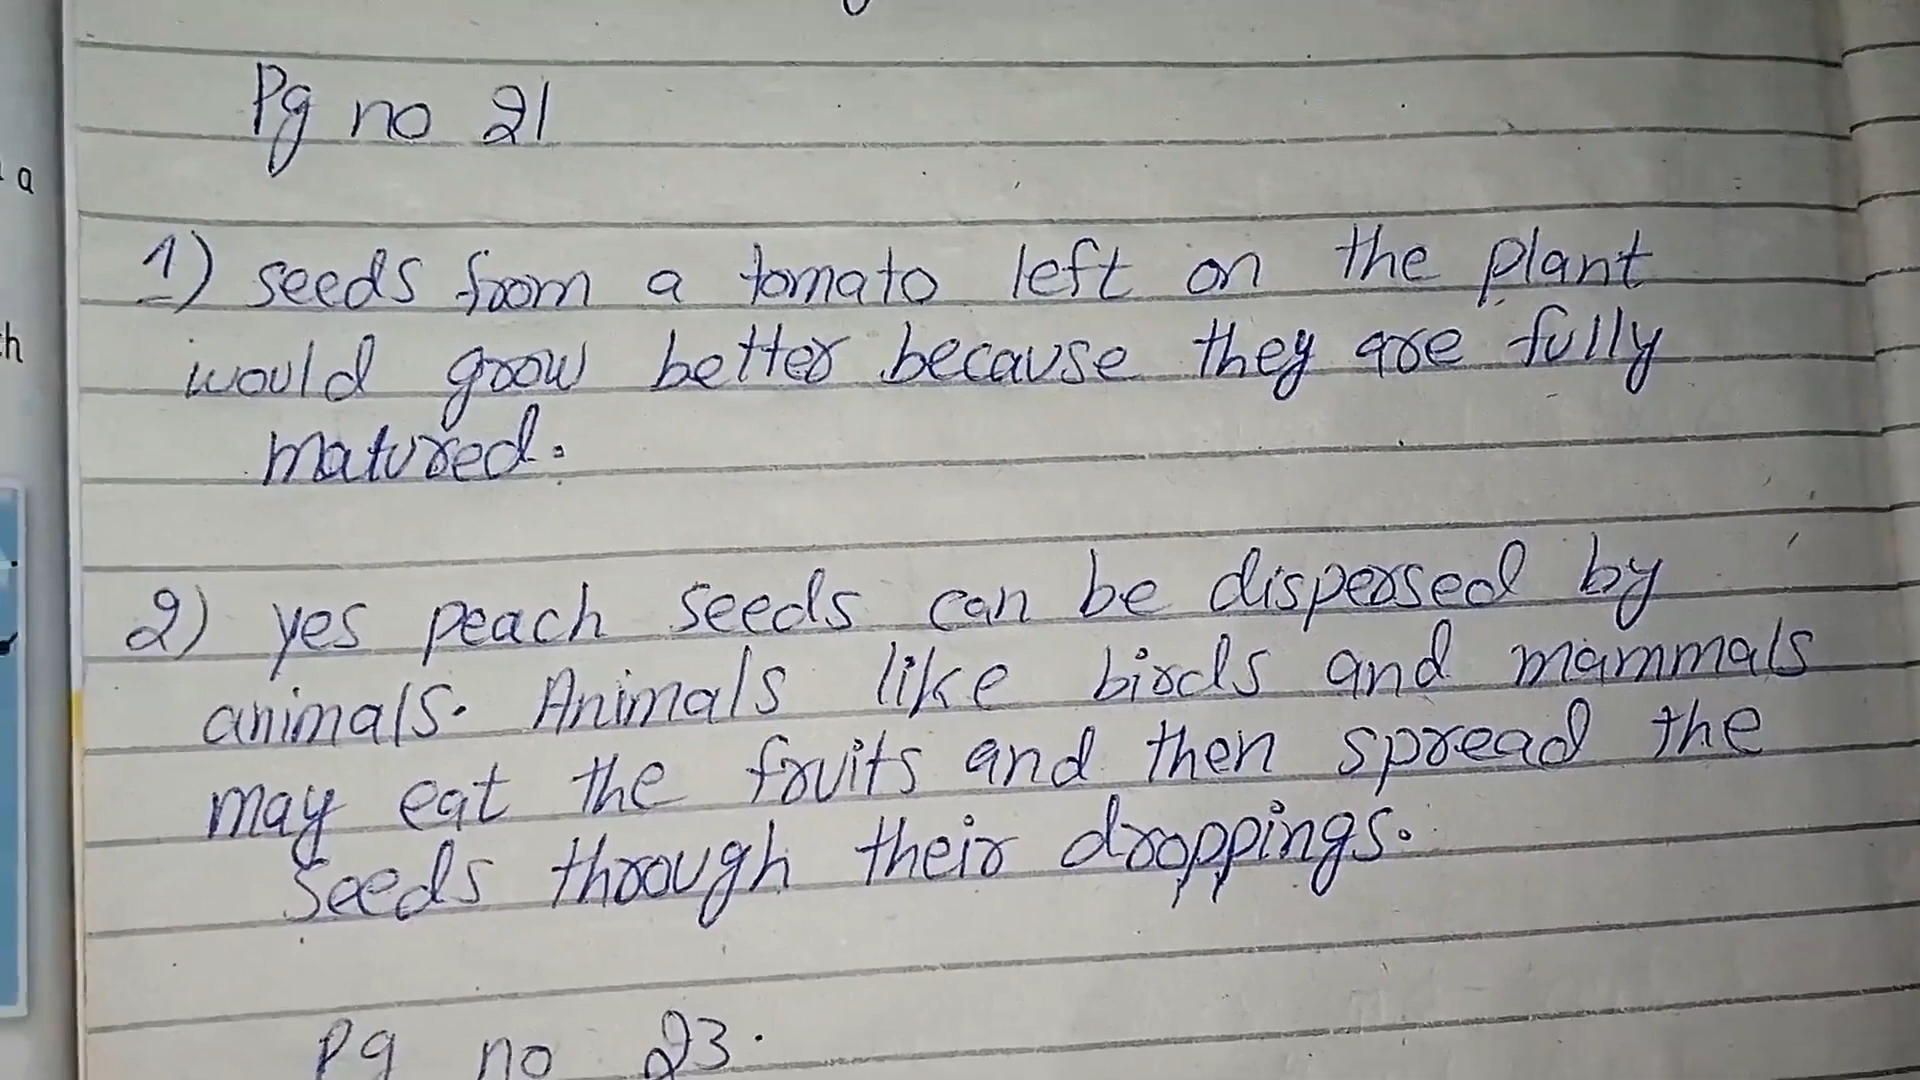 Pg no 21
1) seeds from a tomato left on the plant
would grow better because they are fully
matured.
2) yes peach seeds can be dispersed by
animals. Animals like birds and mammals
may eat the fruits and then spread the
seeds through their droppings.
Pg no 23.
a
ch